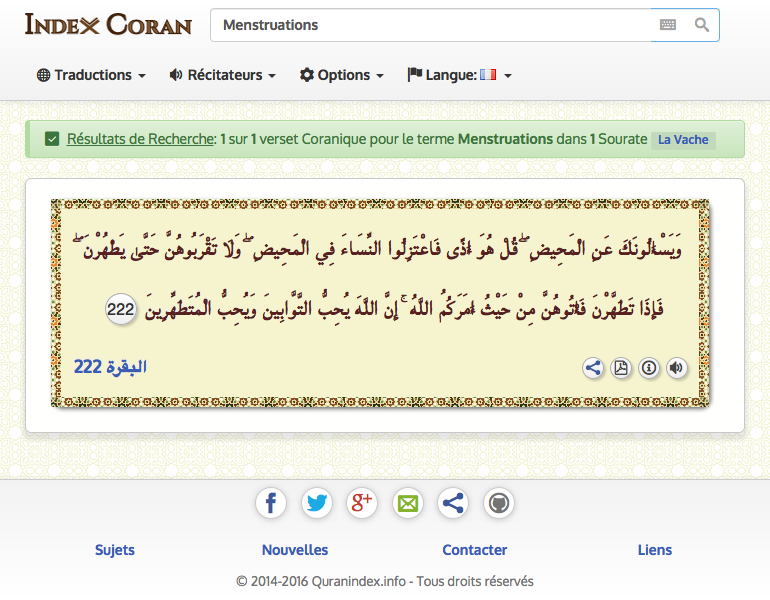 Index Coran
Menstruations
Traductions
Récitateurs
Options
Langue:
Résultats de Recherche: 1 sur 1 verset Coranique pour le terme Menstruations dans 1 Sourate La Vache
وَيَسْـَٔلُونَكَ عَنِ الْمَحِيضِ ۖ قُلْ هُوَ أَذًى فَاعْتَزِلُوا النِّسَاءَ فِي الْمَحِيضِ ۖ وَلَا تَقْرَبُوهُنَّ حَتَّىٰ يَطْهُرْنَ ۖ
فَإِذَا تَطَهَّرْنَ فَأْتُوهُنَّ مِنْ حَيْثُ أَمَرَكُمُ اللَّهُ ۚ إِنَّ اللَّهَ يُحِبُّ التَّوَّابِينَ وَيُحِبُّ الْمُتَطَهِّرِينَ 222
البقرة 222
Sujets
Nouvelles
Contacter
Liens
© 2014-2016 Quranindex.info - Tous droits réservés